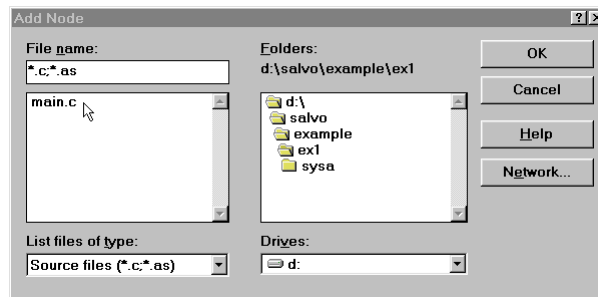 Add Node
File name:
*.c;*.as
main.c
List files of type:
Source files (*.c;*.as)
Folders:
d:\salvo\example\ex1
d:\
salvo
example
ex1
sysa
Drives:
d:
OK
Cancel
Help
Network...